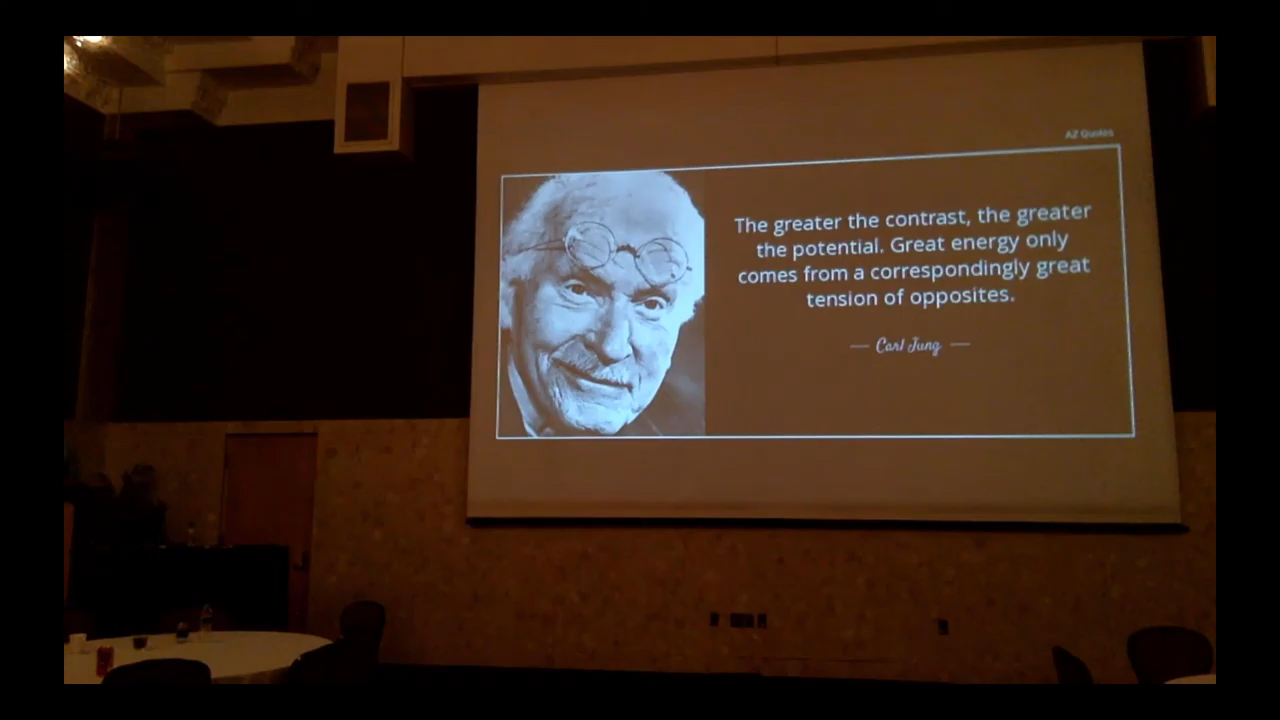 AZ Quotes
The greater the contrast, the greater
the potential. Great energy only
comes from a correspondingly great
tension of opposites.
— Carl Jung —